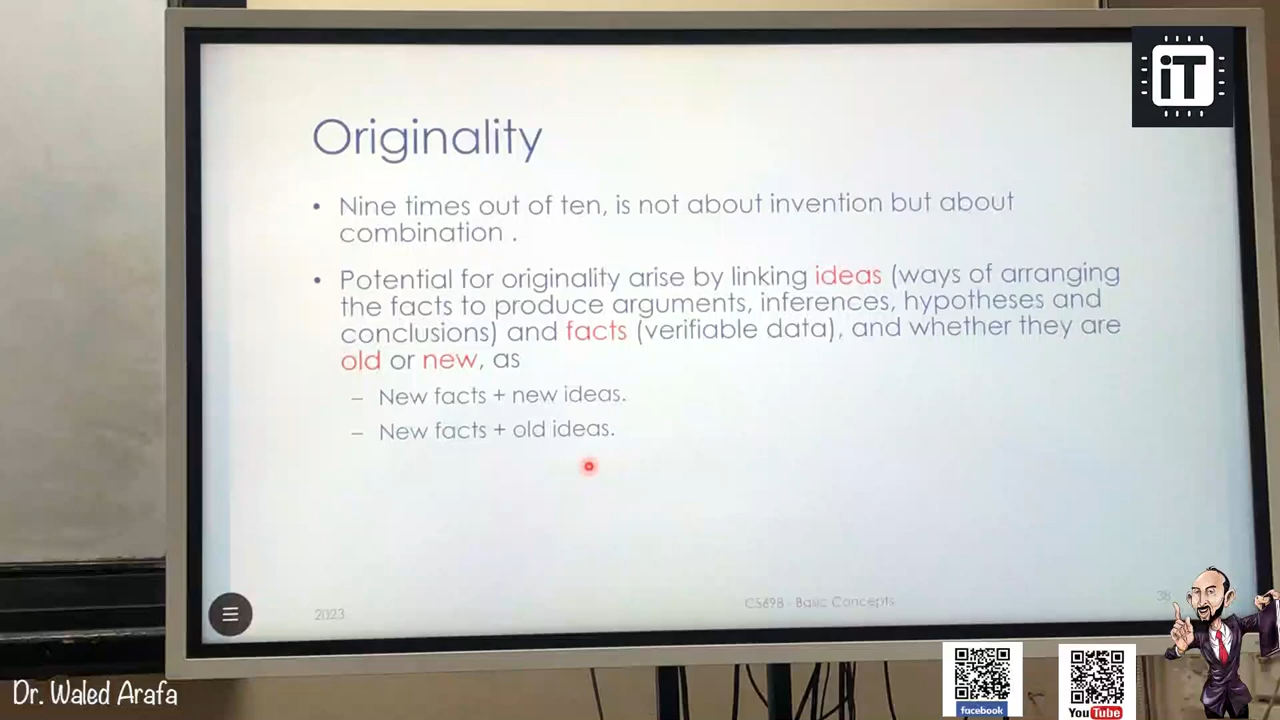 iT
Originality
• Nine times out of ten, is not about invention but about
combination .
• Potential for originality arise by linking ideas (ways of arranging
the facts to produce arguments, inferences, hypotheses and
conclusions) and facts (verifiable data), and whether they are
old or new, as
– New facts + new ideas.
– New facts + old ideas.
2023
CS698 - Basic Concepts
38
Dr. Waled Arafa
facebook
YouTube